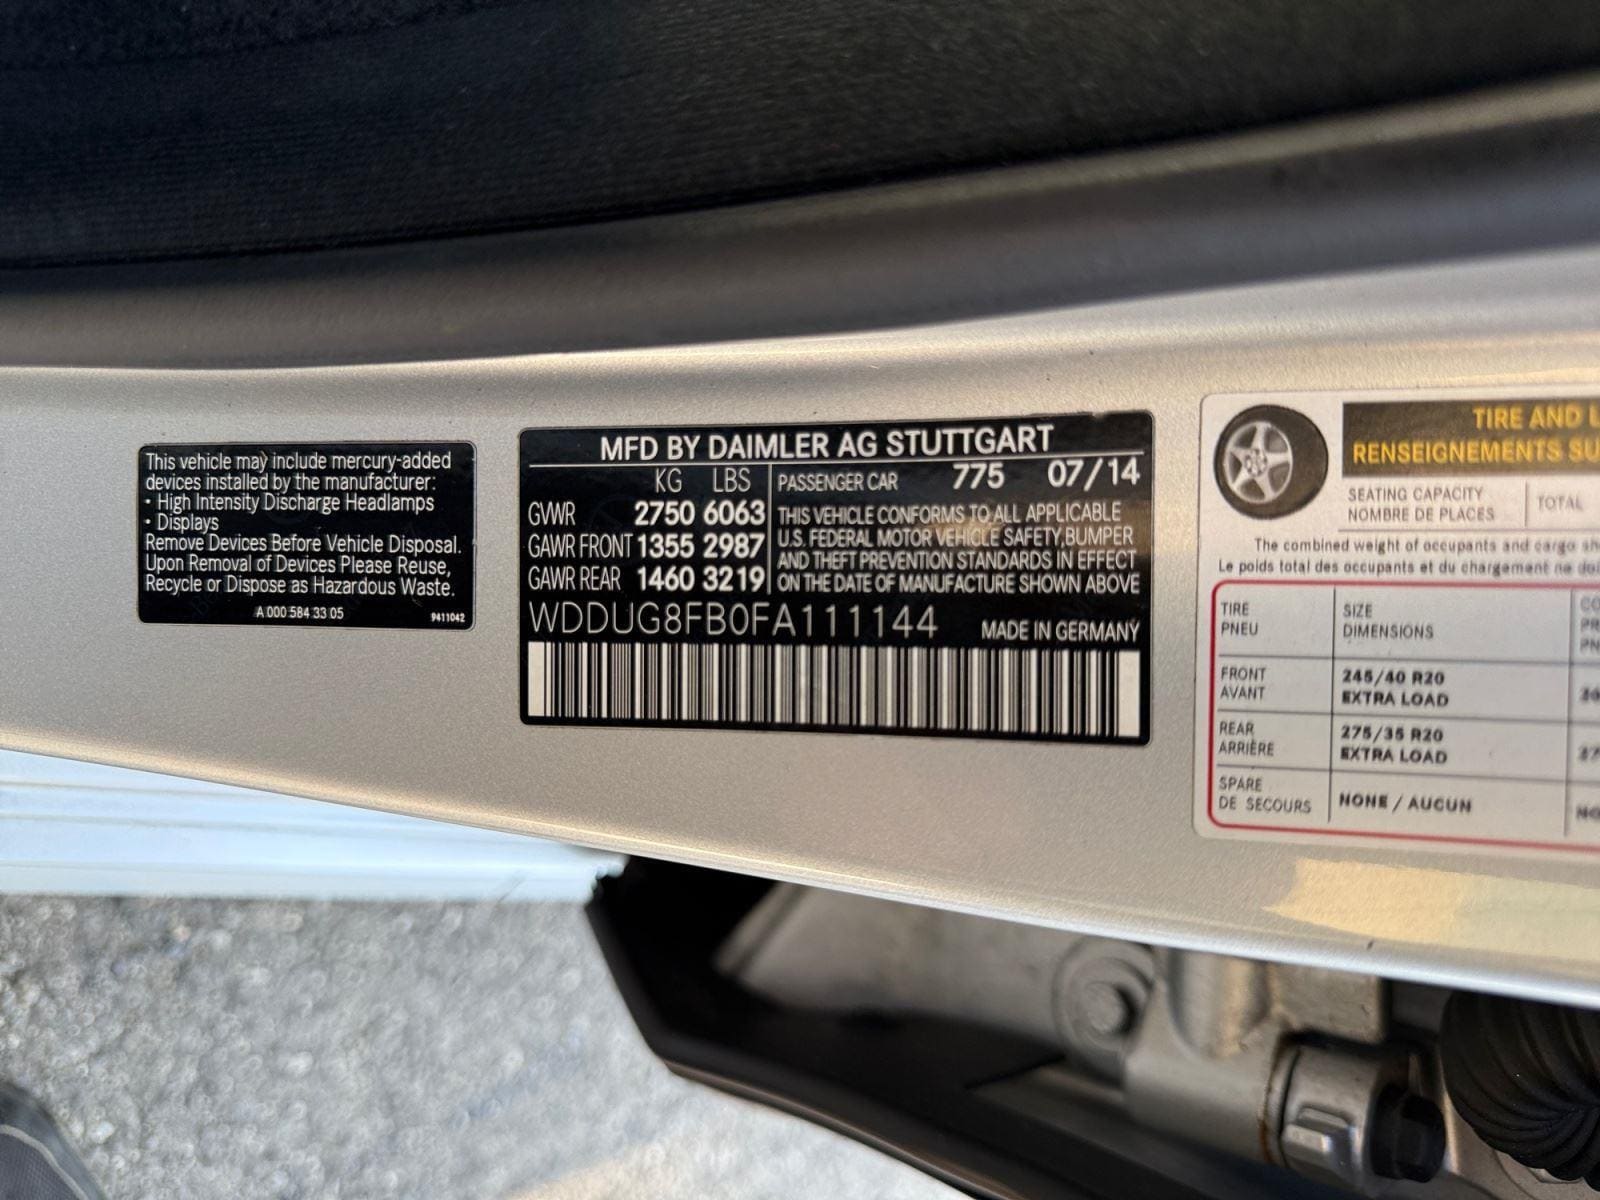 This vehicle may include mercury-added
devices installed by the manufacturer:
• High Intensity Discharge Headlamps
• Displays
Remove Devices Before Vehicle Disposal.
Upon Removal of Devices Please Reuse,
Recycle or Dispose as Hazardous Waste.
A 000 584 33 05 9411042
MFD BY DAIMLER AG STUTTGART
KG LBS
GWR 2750 6063
GAWR FRONT 1355 2987
GAWR REAR 1460 3219
PASSENGER CAR 775 07/14
THIS VEHICLE CONFORMS TO ALL APPLICABLE
U.S. FEDERAL MOTOR VEHICLE SAFETY,BUMPER
AND THEFT PREVENTION STANDARDS IN EFFECT
ON THE DATE OF MANUFACTURE SHOWN ABOVE
WDDUG8FB0FA111144 MADE IN GERMANY
TIRE AND
RENSEIGNEMENTS
SEATING CAPACITY
NOMBRE DE PLACES
TOTAL
The combined weight of occupants and cargo
Le poids total des occupants et du chargement ne
TIRE
PNEU
SIZE
DIMENSIONS
FRONT
AVANT
245/40 R20
EXTRA LOAD
REAR
ARRIÈRE
275/35 R20
EXTRA LOAD
SPARE
DE SECOURS
NONE / AUCUN